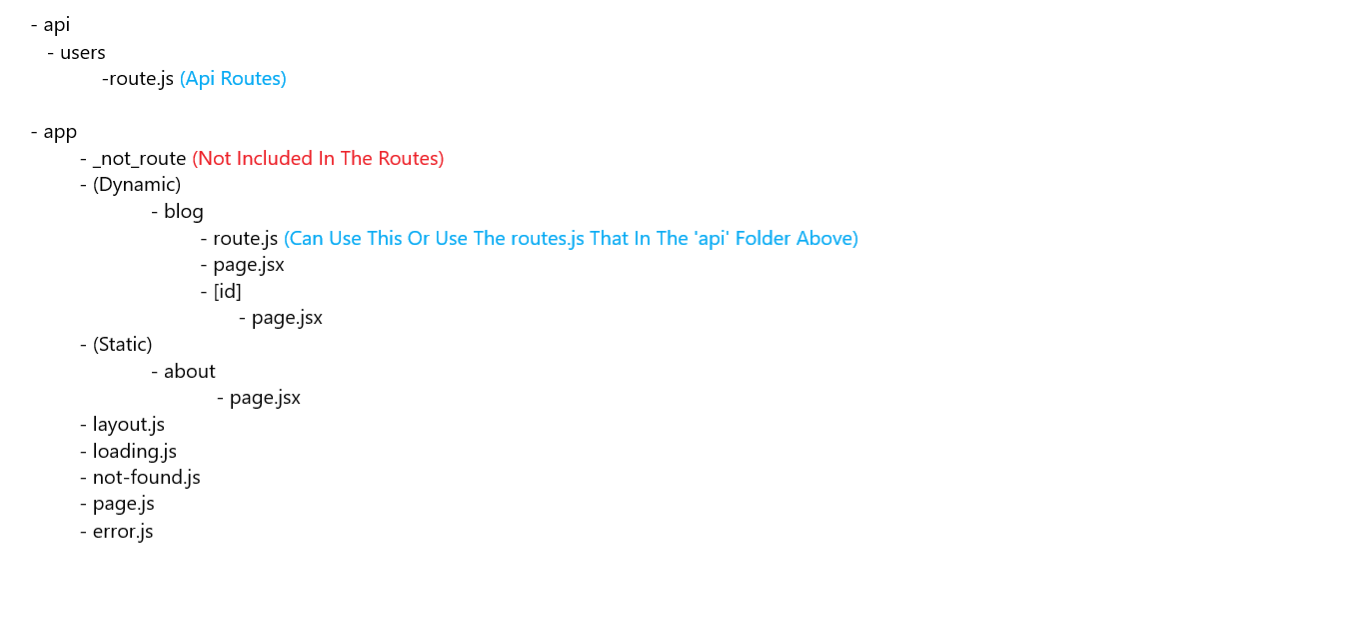 - api
- users
-route.js (Api Routes)
- app
- _not_route (Not Included In The Routes)
- (Dynamic)
- blog
- route.js (Can Use This Or Use The routes.js That In The 'api' Folder Above)
- page.jsx
- [id]
- page.jsx
- (Static)
- about
- page.jsx
- layout.js
- loading.js
- not-found.js
- page.js
- error.js